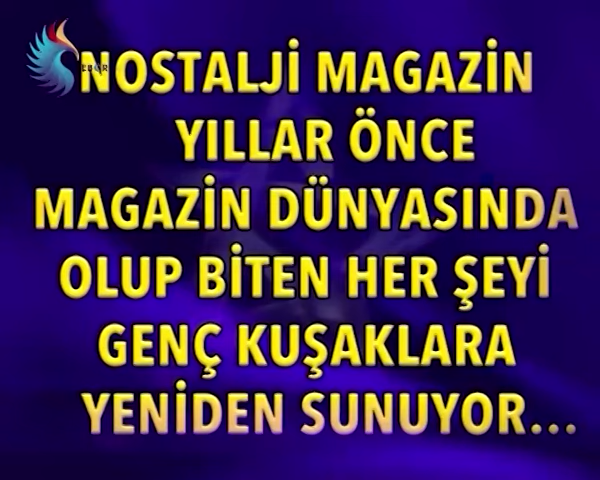 NOSTALJİ MAGAZİN
YILLAR ÖNCE
MAGAZİN DÜNYASINDA
OLUP BİTEN HER ŞEYİ
GENÇ KUŞAKLARA
YENİDEN SUNUYOR...